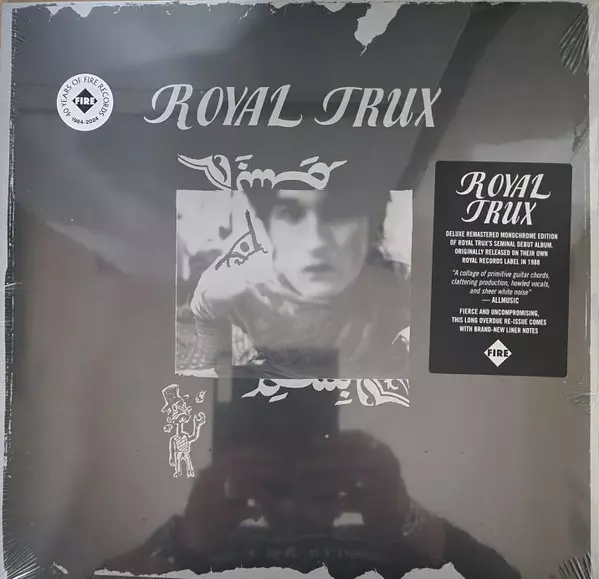 40 YEARS OF FIRE RECORDS
FIRE
1984-2024
ROYAL TRUX
ROYAL
TRUX
DELUXE REMASTERED MONOCHROME EDITION
OF ROYAL TRUX'S SEMINAL DEBUT ALBUM.
ORIGINALLY RELEASED ON THEIR OWN
ROYAL RECORDS LABEL IN 1988
"A collage of primitive guitar chords,
clattering production, howled vocals,
and sheer white noise"
— ALLMUSIC
FIERCE AND UNCOMPROMISING,
THIS LONG OVERDUE RE-ISSUE COMES
WITH BRAND-NEW LINER NOTES
FIRE